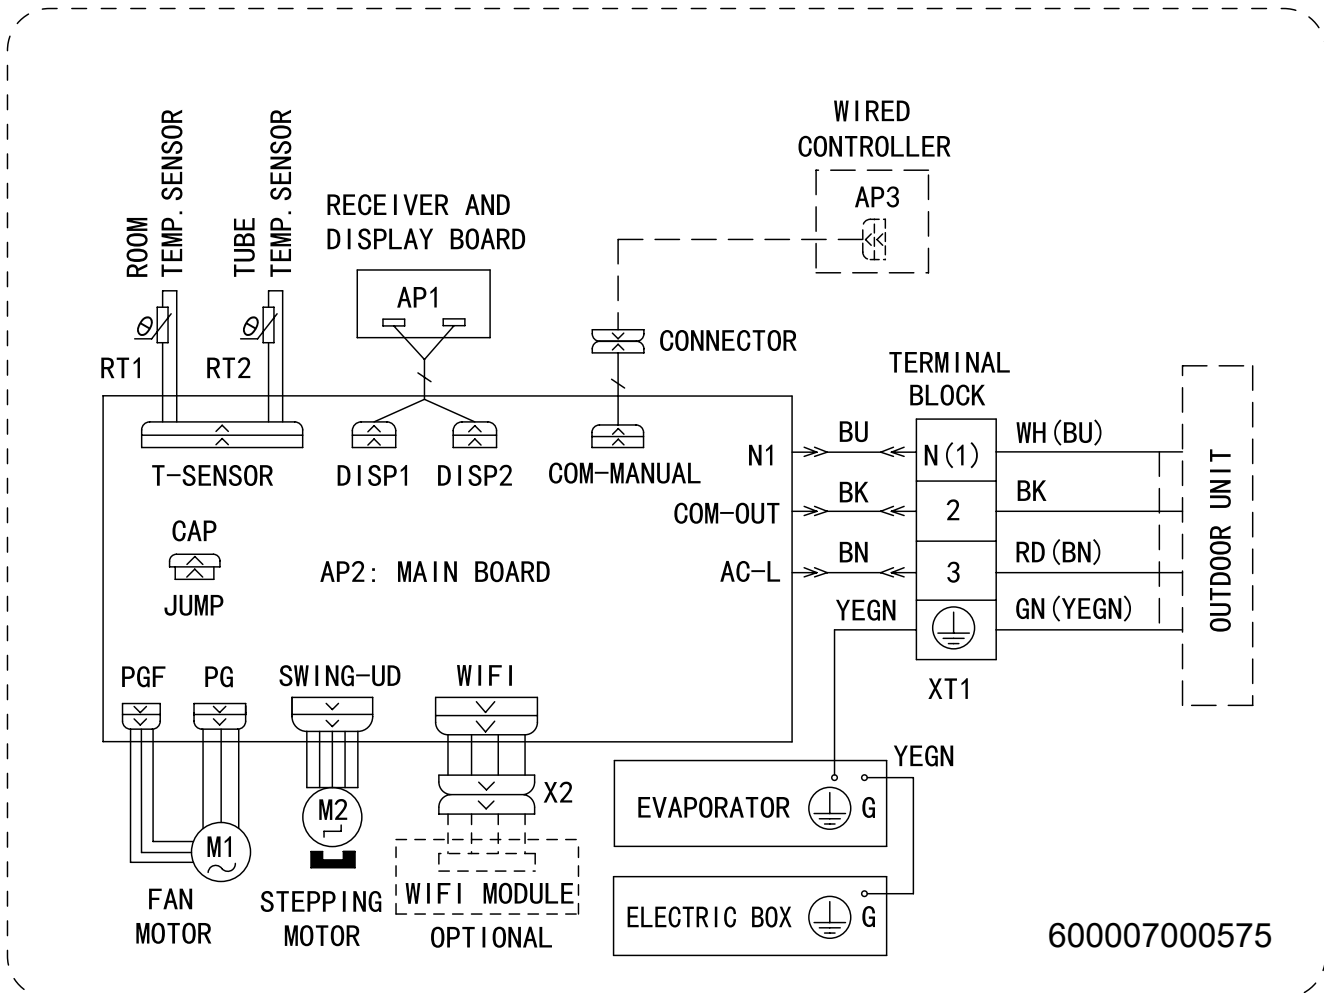 WIRED
CONTROLLER
AP3
ROOM
TEMP. SENSOR
TUBE
TEMP. SENSOR
RECEIVER AND
DISPLAY BOARD
AP1
θ
θ
RT1
RT2
CONNECTOR
TERMINAL
BLOCK
T-SENSOR
DISP1
DISP2
COM-MANUAL
N1
BU
N(1)
WH(BU)
COM-OUT
BK
2
BK
CAP
JUMP
AP2: MAIN BOARD
AC-L
BN
3
RD(BN)
YEGN
GN(YEGN)
XT1
OUTDOOR UNIT
PGF
PG
SWING-UD
WIFI
X2
M1
FAN
MOTOR
M2
STEPPING
MOTOR
WIFI MODULE
OPTIONAL
YEGN
EVAPORATOR
G
ELECTRIC BOX
G
600007000575